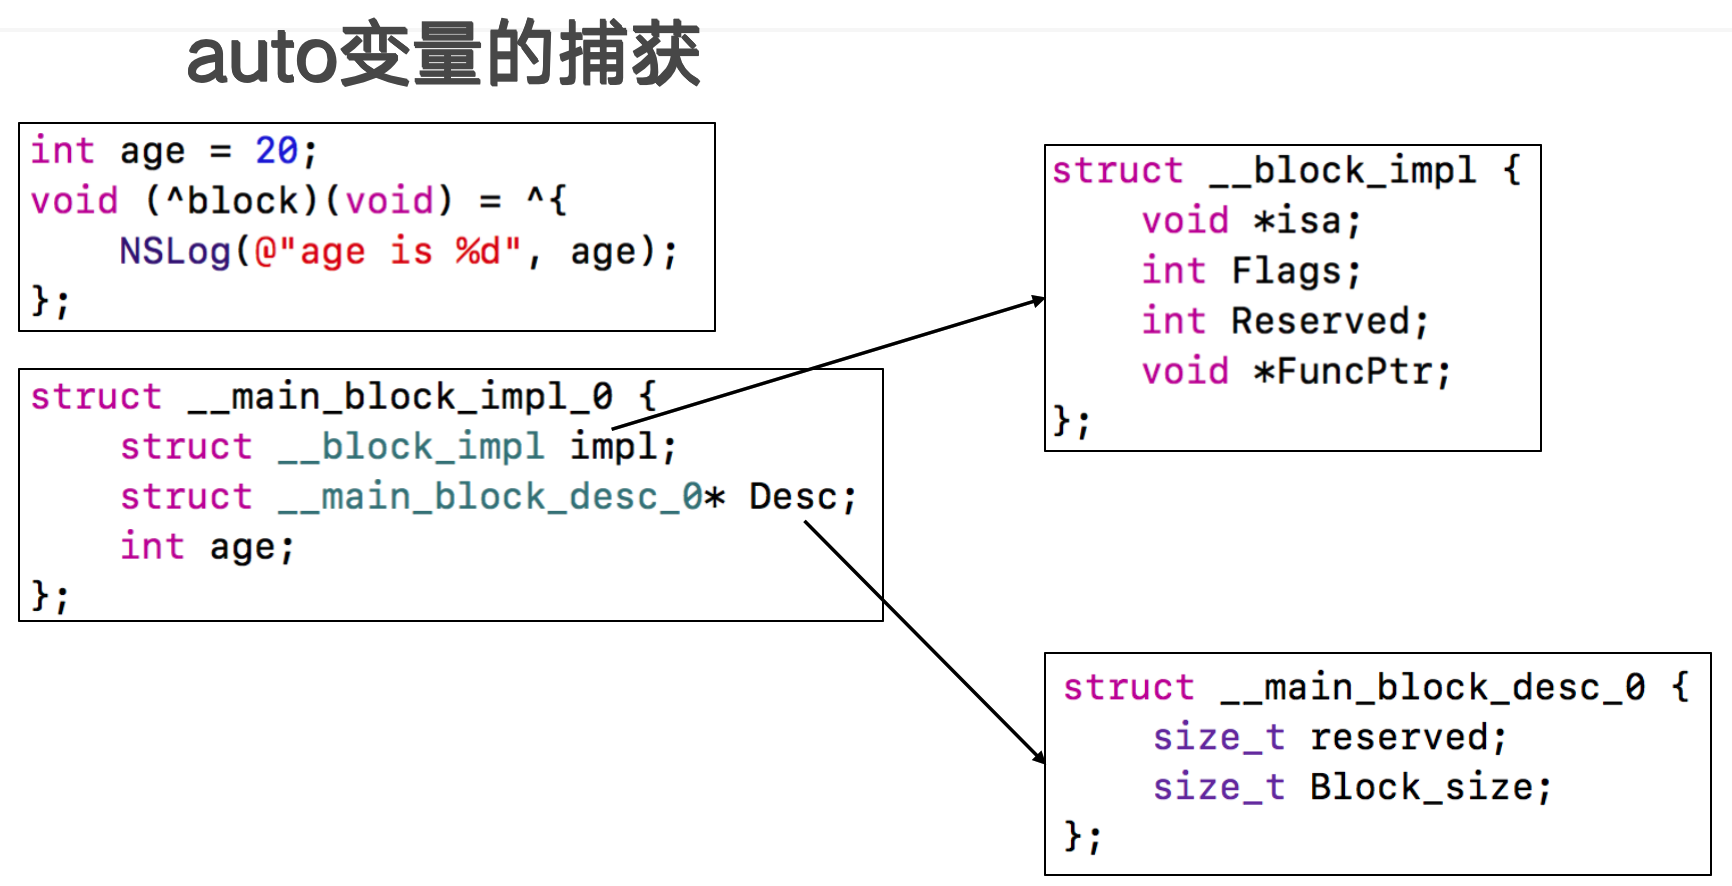 auto变量的捕获
int age = 20;
void (^block)(void) = ^{
    NSLog(@"age is %d", age);
};
struct __main_block_impl_0 {
    struct __block_impl impl;
    struct __main_block_desc_0* Desc;
    int age;
};
struct __block_impl {
    void *isa;
    int Flags;
    int Reserved;
    void *FuncPtr;
};
struct __main_block_desc_0 {
    size_t reserved;
    size_t Block_size;
};